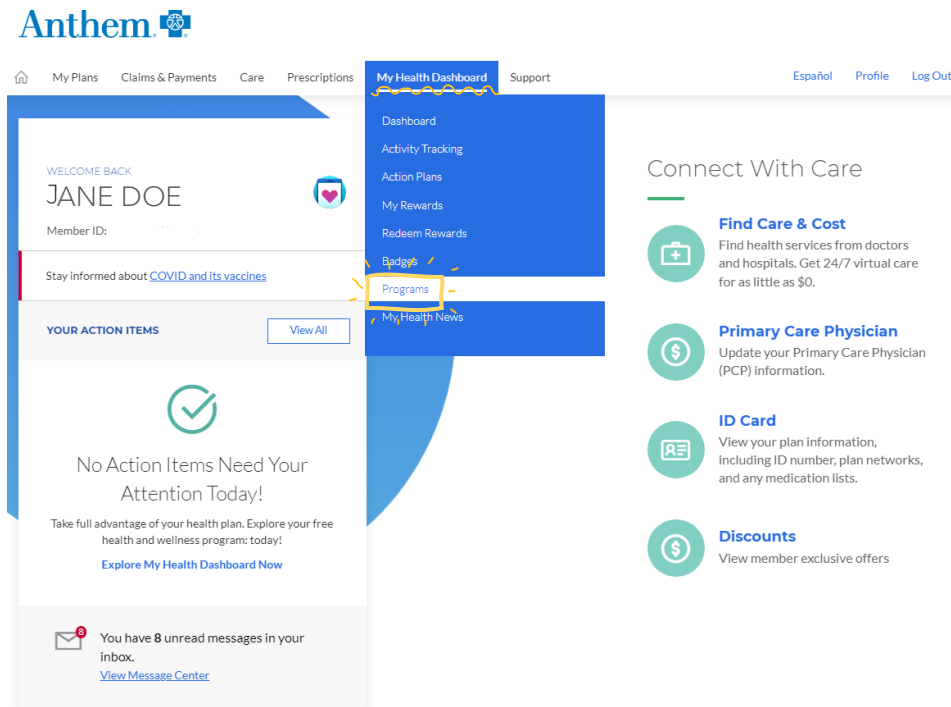 Anthem.
My Plans Claims & Payments Care Prescriptions My Health Dashboard Support Español Profile Log Out
Dashboard
Activity Tracking
Action Plans
My Rewards
Redeem Rewards
Badges
Programs
My Health News
WELCOME BACK
JANE DOE
Member ID:
Stay informed about COVID and its vaccines
YOUR ACTION ITEMS View All
No Action Items Need Your
Attention Today!
Take full advantage of your health plan. Explore your free
health and wellness program: today!
Explore My Health Dashboard Now
8
You have 8 unread messages in your
inbox.
View Message Center
Connect With Care
Find Care & Cost
Find health services from doctors
and hospitals. Get 24/7 virtual care
for as little as $0.
Primary Care Physician
Update your Primary Care Physician
(PCP) information.
ID Card
View your plan information,
including ID number, plan networks,
and any medication lists.
Discounts
View member exclusive offers